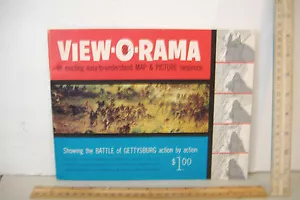 VIEW-O-RAMA
exciting easy-to-understand MAP & PICTURE sequence
Showing the BATTLE of GETTYSBURG action by action
$1.00